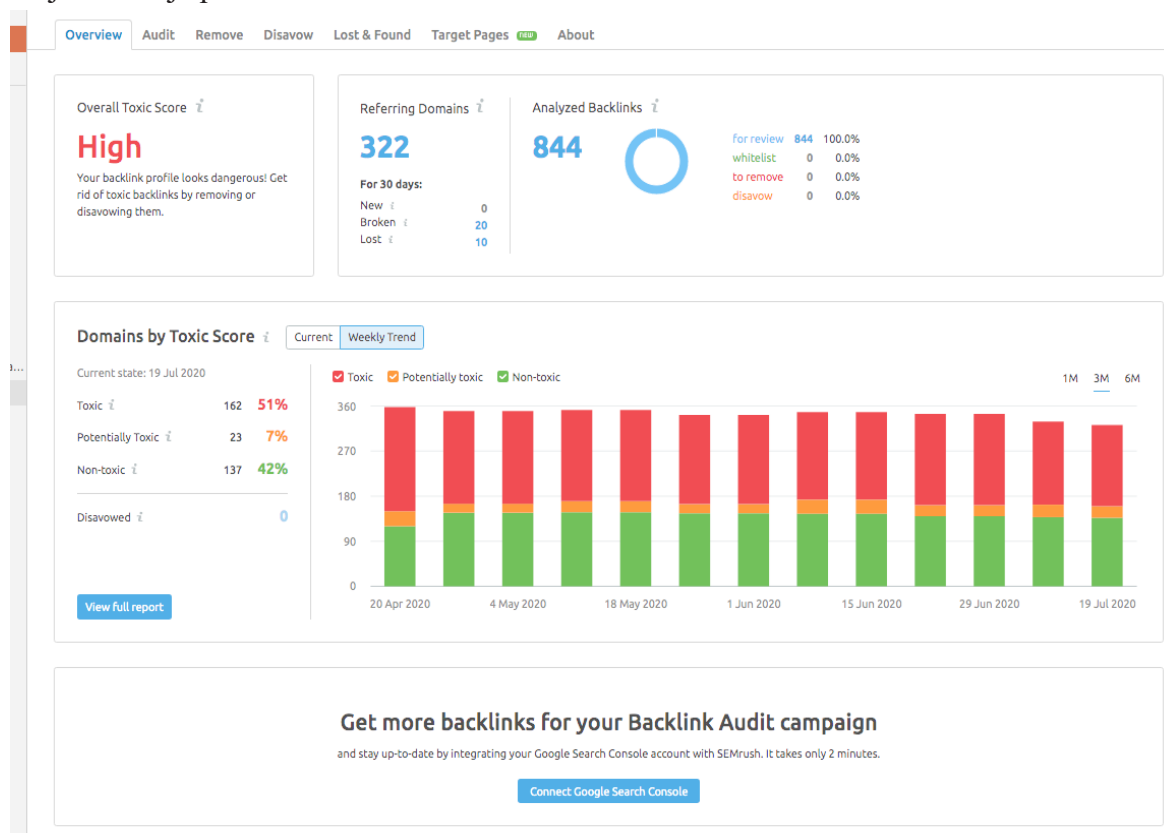 Overview Audit Remove Disavow Lost & Found Target Pages new About
Overall Toxic Score i
High
Your backlink profile looks dangerous! Get
rid of toxic backlinks by removing or
disavowing them.
Referring Domains i
322
For 30 days:
New i 0
Broken i 20
Lost i 10
Analyzed Backlinks i
844
for review 844 100.0%
whitelist 0 0.0%
to remove 0 0.0%
disavow 0 0.0%
Domains by Toxic Score i Current Weekly Trend
Current state: 19 Jul 2020
Toxic i 162 51%
Potentially Toxic i 23 7%
Non-toxic i 137 42%
Disavowed i 0
View full report
Toxic Potentially toxic Non-toxic
1M 3M 6M
360
270
180
90
0
20 Apr 2020 4 May 2020 18 May 2020 1 Jun 2020 15 Jun 2020 29 Jun 2020 19 Jul 2020
Get more backlinks for your Backlink Audit campaign
and stay up-to-date by integrating your Google Search Console account with SEMrush. It takes only 2 minutes.
Connect Google Search Console